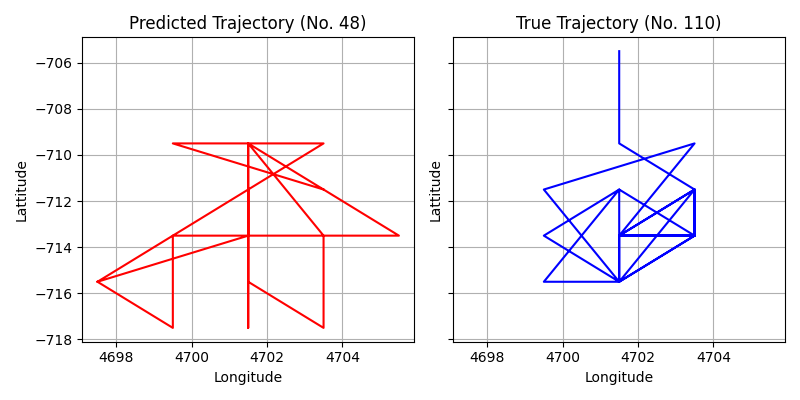 Predicted Trajectory (No. 48)
True Trajectory (No. 110)
−706
−708
−710
−712
−714
−716
−718
Lattitude
Lattitude
4698 4700 4702 4704
4698 4700 4702 4704
Longitude
Longitude